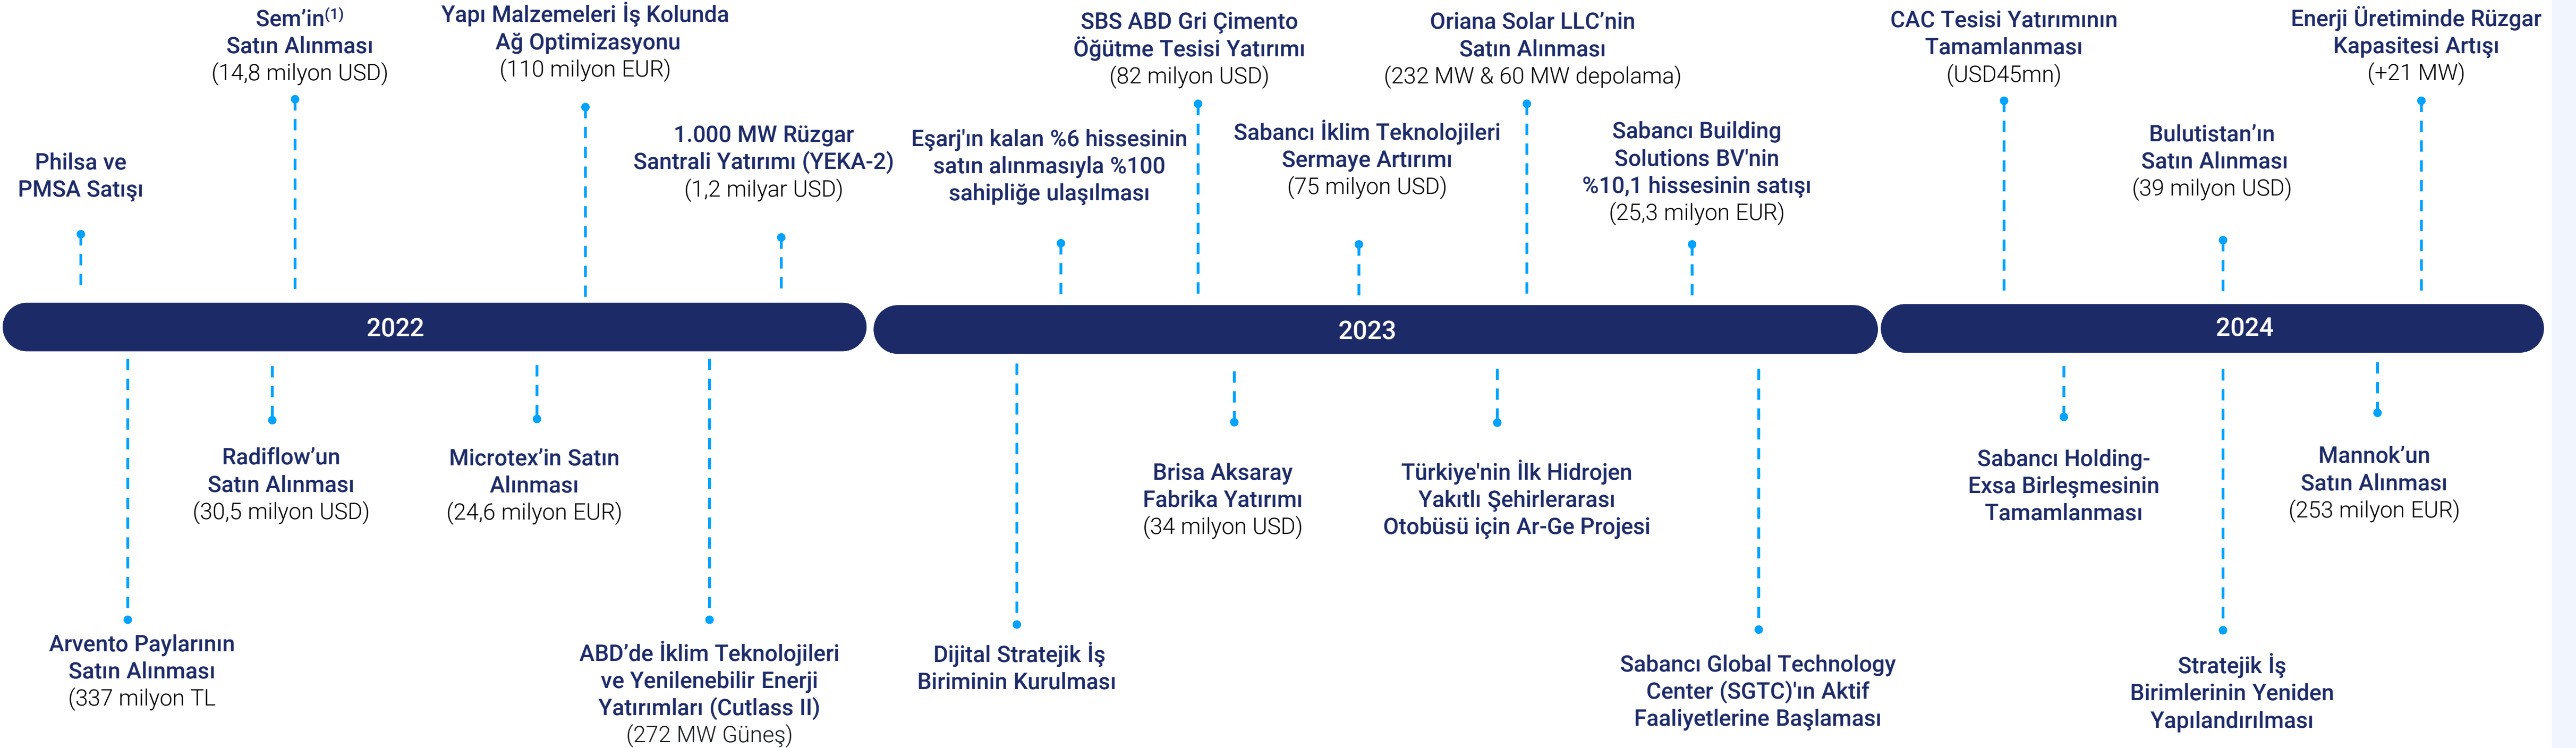 Philsa ve
PMSA Satışı
Sem’in(1)
Satın Alınması
(14,8 milyon USD)
Yapı Malzemeleri İş Kolunda
Ağ Optimizasyonu
(110 milyon EUR)
1.000 MW Rüzgar
Santrali Yatırımı (YEKA-2)
(1,2 milyar USD)
Eşarj'ın kalan %6 hissesinin
satın alınmasıyla %100
sahipliğe ulaşılması
SBS ABD Gri Çimento
Öğütme Tesisi Yatırımı
(82 milyon USD)
Sabancı İklim Teknolojileri
Sermaye Artırımı
(75 milyon USD)
Oriana Solar LLC’nin
Satın Alınması
(232 MW & 60 MW depolama)
Sabancı Building
Solutions BV'nin
%10,1 hissesinin satışı
(25,3 milyon EUR)
CAC Tesisi Yatırımının
Tamamlanması
(USD45mn)
Bulutistan’ın
Satın Alınması
(39 milyon USD)
Enerji Üretiminde Rüzgar
Kapasitesi Artışı
(+21 MW)
2022
2023
2024
Arvento Paylarının
Satın Alınması
(337 milyon TL
Radiflow’un
Satın Alınması
(30,5 milyon USD)
Microtex’in Satın
Alınması
(24,6 milyon EUR)
ABD’de İklim Teknolojileri
ve Yenilenebilir Enerji
Yatırımları (Cutlass II)
(272 MW Güneş)
Dijital Stratejik İş
Biriminin Kurulması
Brisa Aksaray
Fabrika Yatırımı
(34 milyon USD)
Türkiye'nin İlk Hidrojen
Yakıtlı Şehirlerarası
Otobüsü için Ar-Ge Projesi
Sabancı Global Technology
Center (SGTC)'ın Aktif
Faaliyetlerine Başlaması
Sabancı Holding-
Exsa Birleşmesinin
Tamamlanması
Stratejik İş
Birimlerinin Yeniden
Yapılandırılması
Mannok’un
Satın Alınması
(253 milyon EUR)